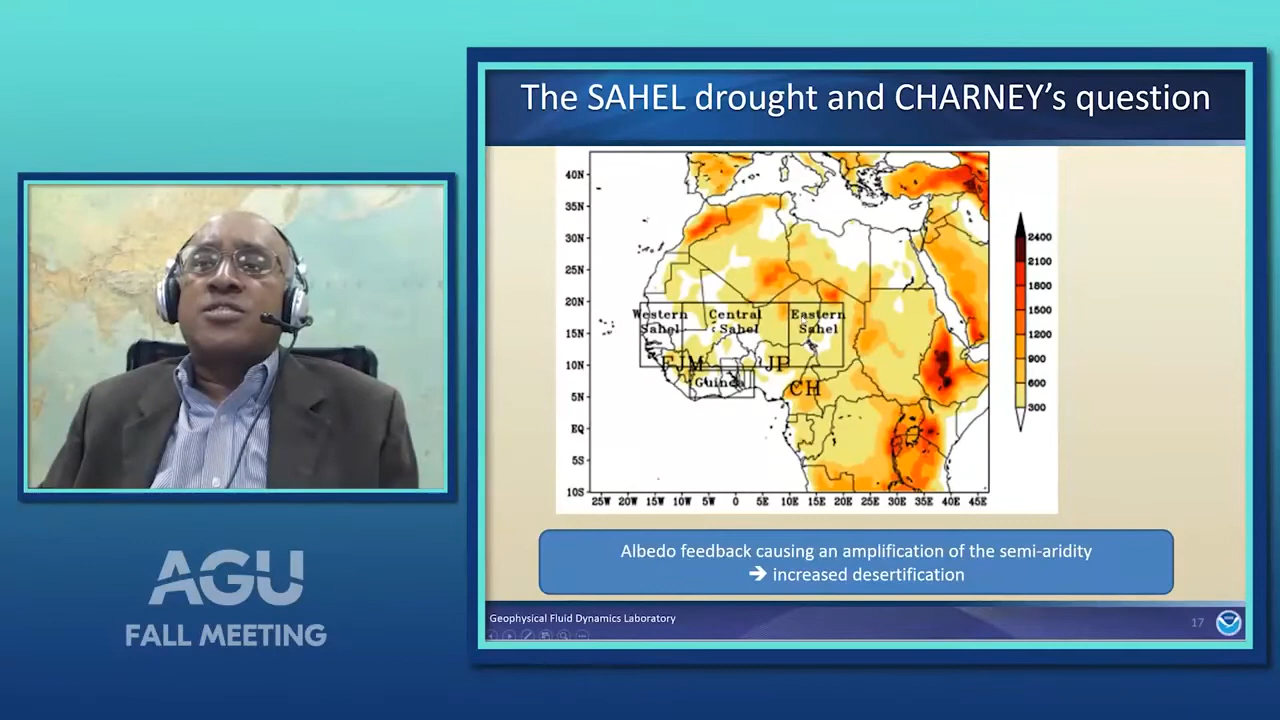 The SAHEL drought and CHARNEY's question
40N
35N
30N
25N
20N
15N
10N
5N
EQ
5S
10S
25W 20W 15W 10W 5W 0 5E 10E 15E 20E 25E 30E 35E 40E 45E
Western Sahel
Central Sahel
Eastern Sahel
FJM
JP
Guinea
CH
2400
2100
1800
1500
1200
900
600
300
Albedo feedback causing an amplification of the semi-aridity
➔ increased desertification
Geophysical Fluid Dynamics Laboratory
17
AGU
FALL MEETING